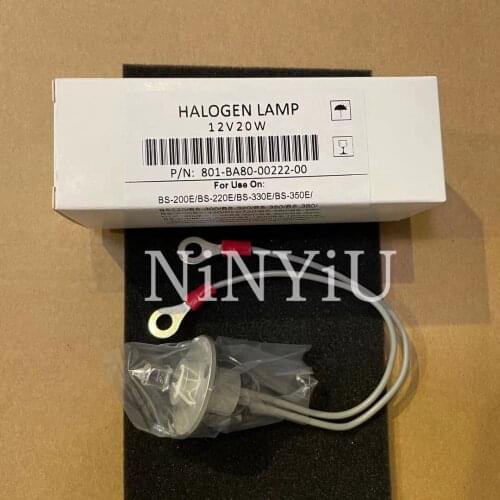 HALOGEN LAMP
12V20W
P/N: 801-BA80-00222-00
For Use On:
BS-200E/BS-220E/BS-330E/BS-350E/
NiNYiU